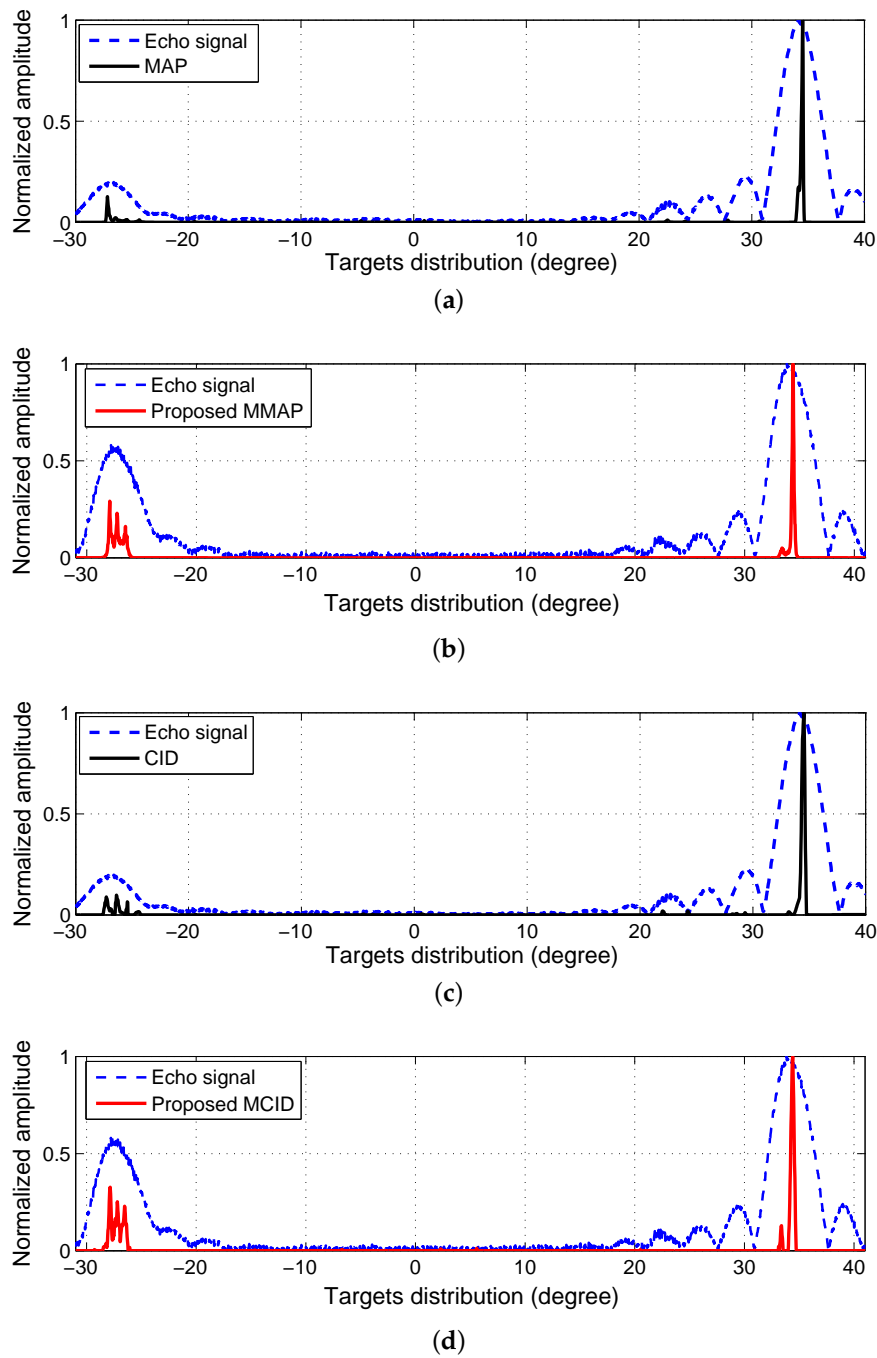 Normalized amplitude
1
0.5
0
Echo signal
MAP
−30 −20 −10 0 10 20 30 40
Targets distribution (degree)
(a)
Normalized amplitude
1
0.5
0
Echo signal
Proposed MMAP
−30 −20 −10 0 10 20 30 40
Targets distribution (degree)
(b)
Normalized amplitude
1
0.5
0
Echo signal
CID
−30 −20 −10 0 10 20 30 40
Targets distribution (degree)
(c)
Normalized amplitude
1
0.5
0
Echo signal
Proposed MCID
−30 −20 −10 0 10 20 30 40
Targets distribution (degree)
(d)